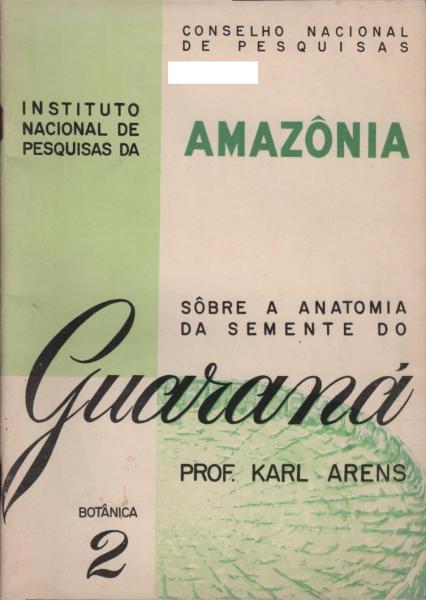 CONSELHO NACIONAL
DE PESQUISAS
INSTITUTO
NACIONAL DE
PESQUISAS DA
AMAZÔNIA
SÔBRE A ANATOMIA
DA SEMENTE DO
Guaraná
PROF. KARL ARENS
BOTÂNICA
2